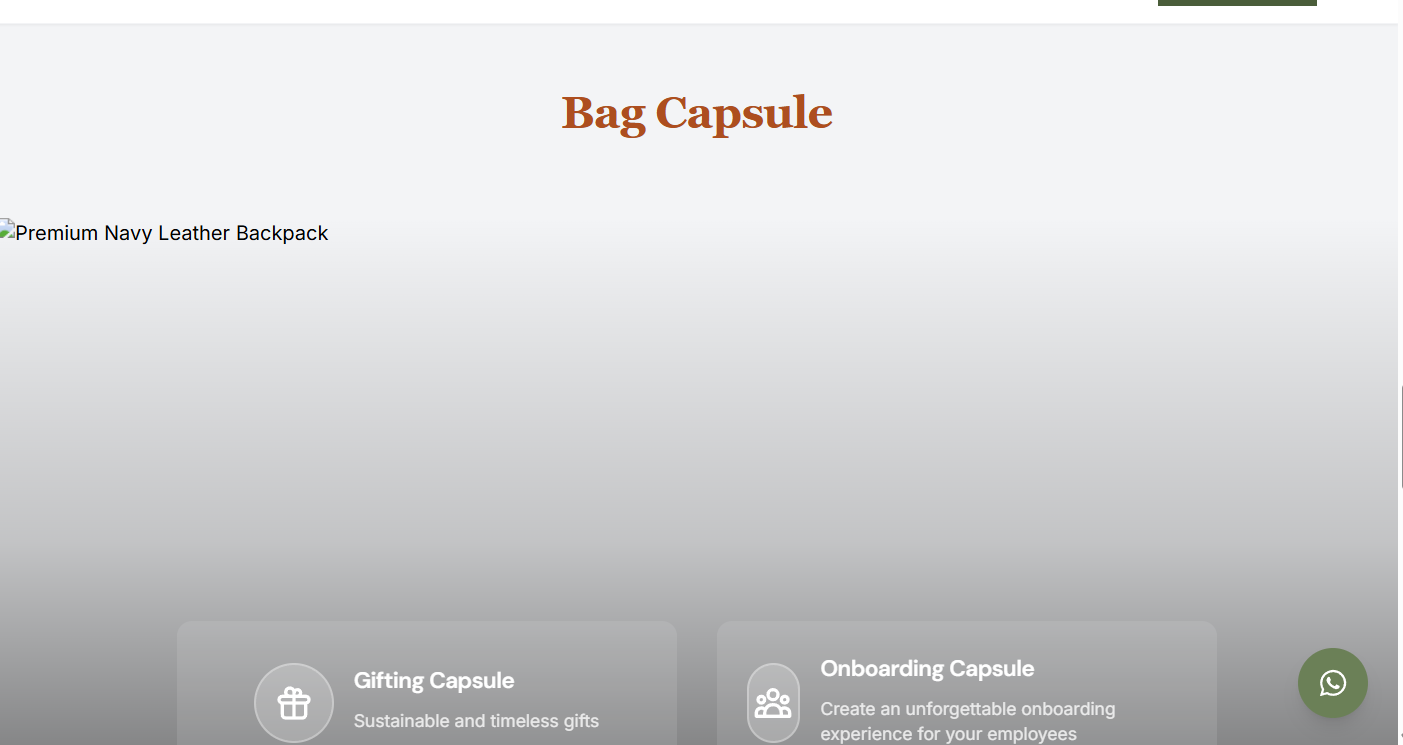 Bag Capsule
Premium Navy Leather Backpack
Gifting Capsule
Sustainable and timeless gifts
Onboarding Capsule
Create an unforgettable onboarding
experience for your employees